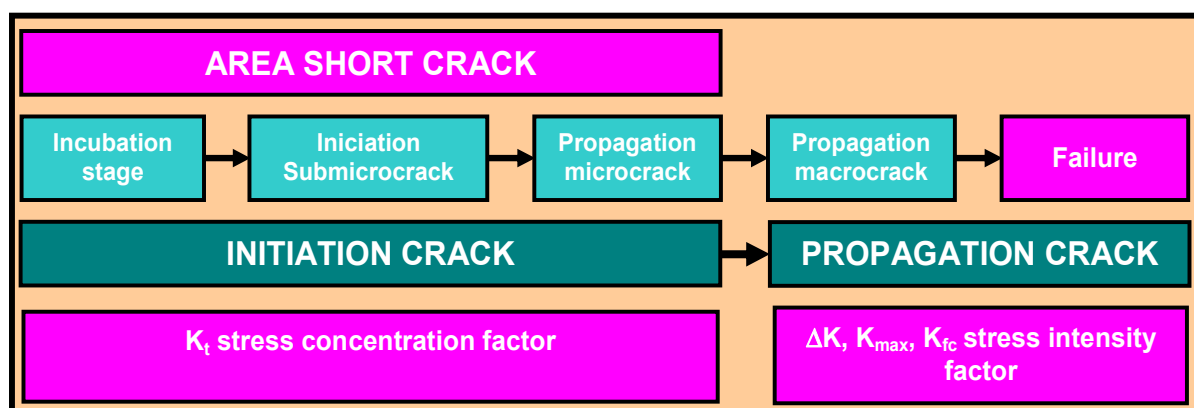 AREA SHORT CRACK
Incubation
stage
Iniciation
Submicrocrack
Propagation
microcrack
Propagation
macrocrack
Failure
INITIATION CRACK
PROPAGATION CRACK
Kt stress concentration factor
ΔK, Kmax, Kfc stress intensity
factor